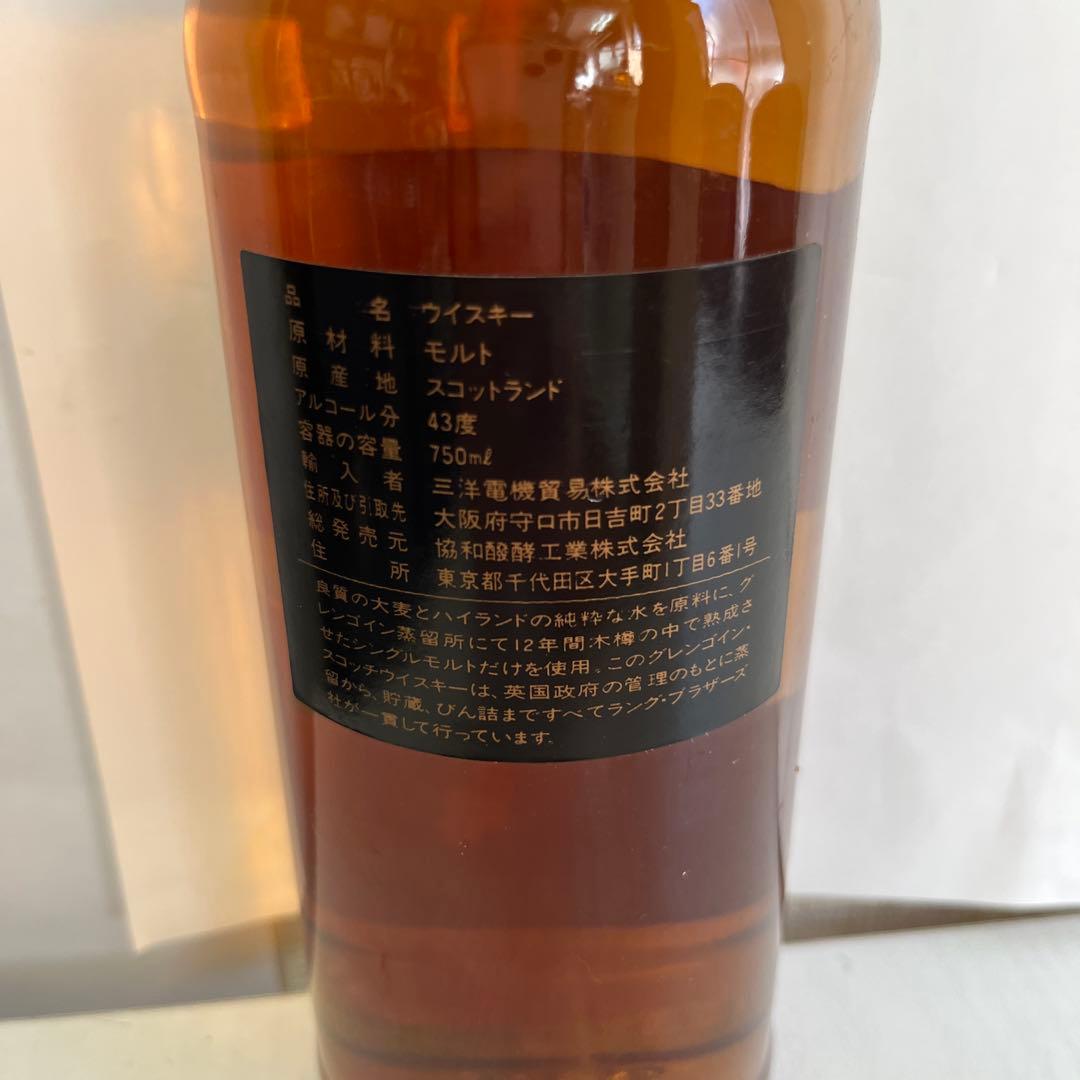 品名 ウイスキー
原材料 モルト
原産地 スコットランド
アルコール分 43度
容器の容量 750ml
輸入者 三洋電機貿易株式会社
住所及び引取先 大阪府守口市日吉町2丁目33番地
総発売元 協和醗酵工業株式会社
住所 東京都千代田区大手町1丁目6番1号
良質の大麦とハイランドの純粋な水を原料に、グ
レンゴイン蒸留所にて12年間木樽の中で熟成さ
せたシングルモルトだけを使用。このグレンゴイン・
スコッチウイスキーは、英国政府の管理のもとに蒸
留から、貯蔵、びん詰まですべてラング・ブラザーズ
社が一貫して行っています。